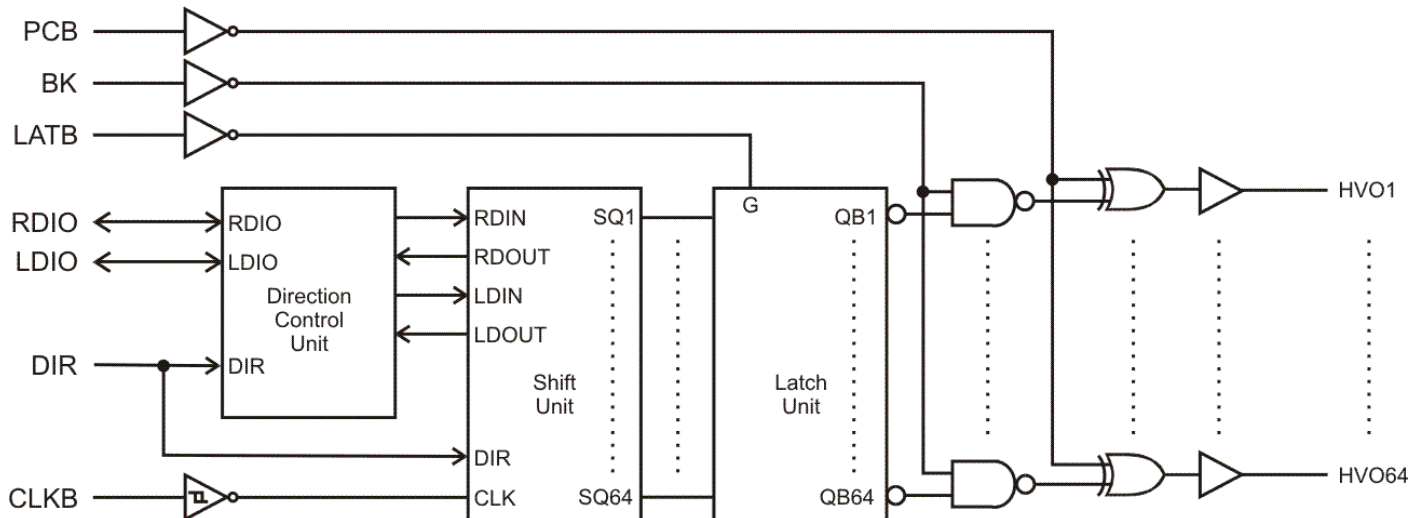 PCB
BK
LATB
G
RDIO
RDIO
RDIN
SQ1
QB1
HVO1
LDIO
LDIO
RDOUT
Direction
Control
Unit
LDIN
LDOUT
DIR
DIR
Shift
Unit
Latch
Unit
DIR
CLKB
CLK
SQ64
QB64
HVO64